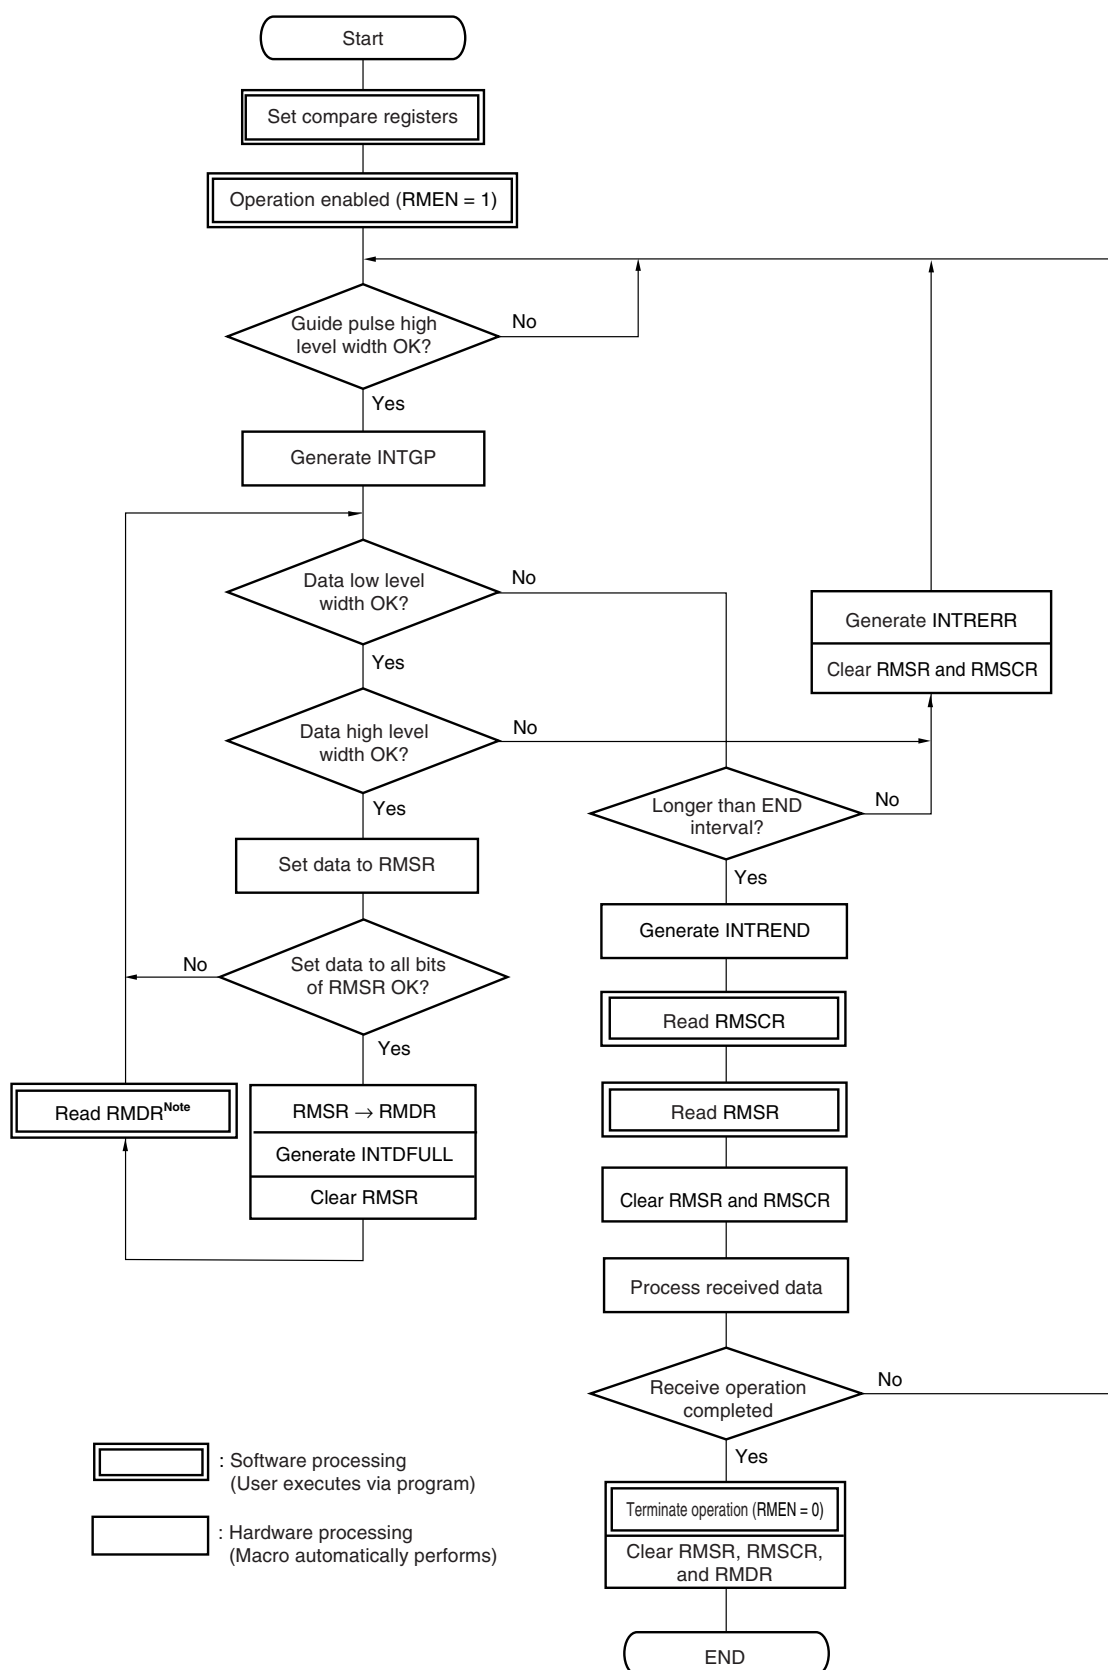 Start
Set compare registers
Operation enabled (RMEN = 1)
Guide pulse high
level width OK?
No
Yes
Generate INTGP
Data low level
width OK?
No
Yes
Generate INTRERR
Clear RMSR and RMSCR
Data high level
width OK?
No
Yes
Longer than END
interval?
No
Yes
Set data to RMSR
Generate INTREND
Set data to all bits
of RMSR OK?
No
Yes
Read RMSCR
Read RMDR^Note
RMSR → RMDR
Generate INTDFULL
Clear RMSR
Read RMSR
Clear RMSR and RMSCR
Process received data
Receive operation
completed
No
Yes
Terminate operation (RMEN = 0)
Clear RMSR, RMSCR,
and RMDR
END
: Software processing
(User executes via program)
: Hardware processing
(Macro automatically performs)